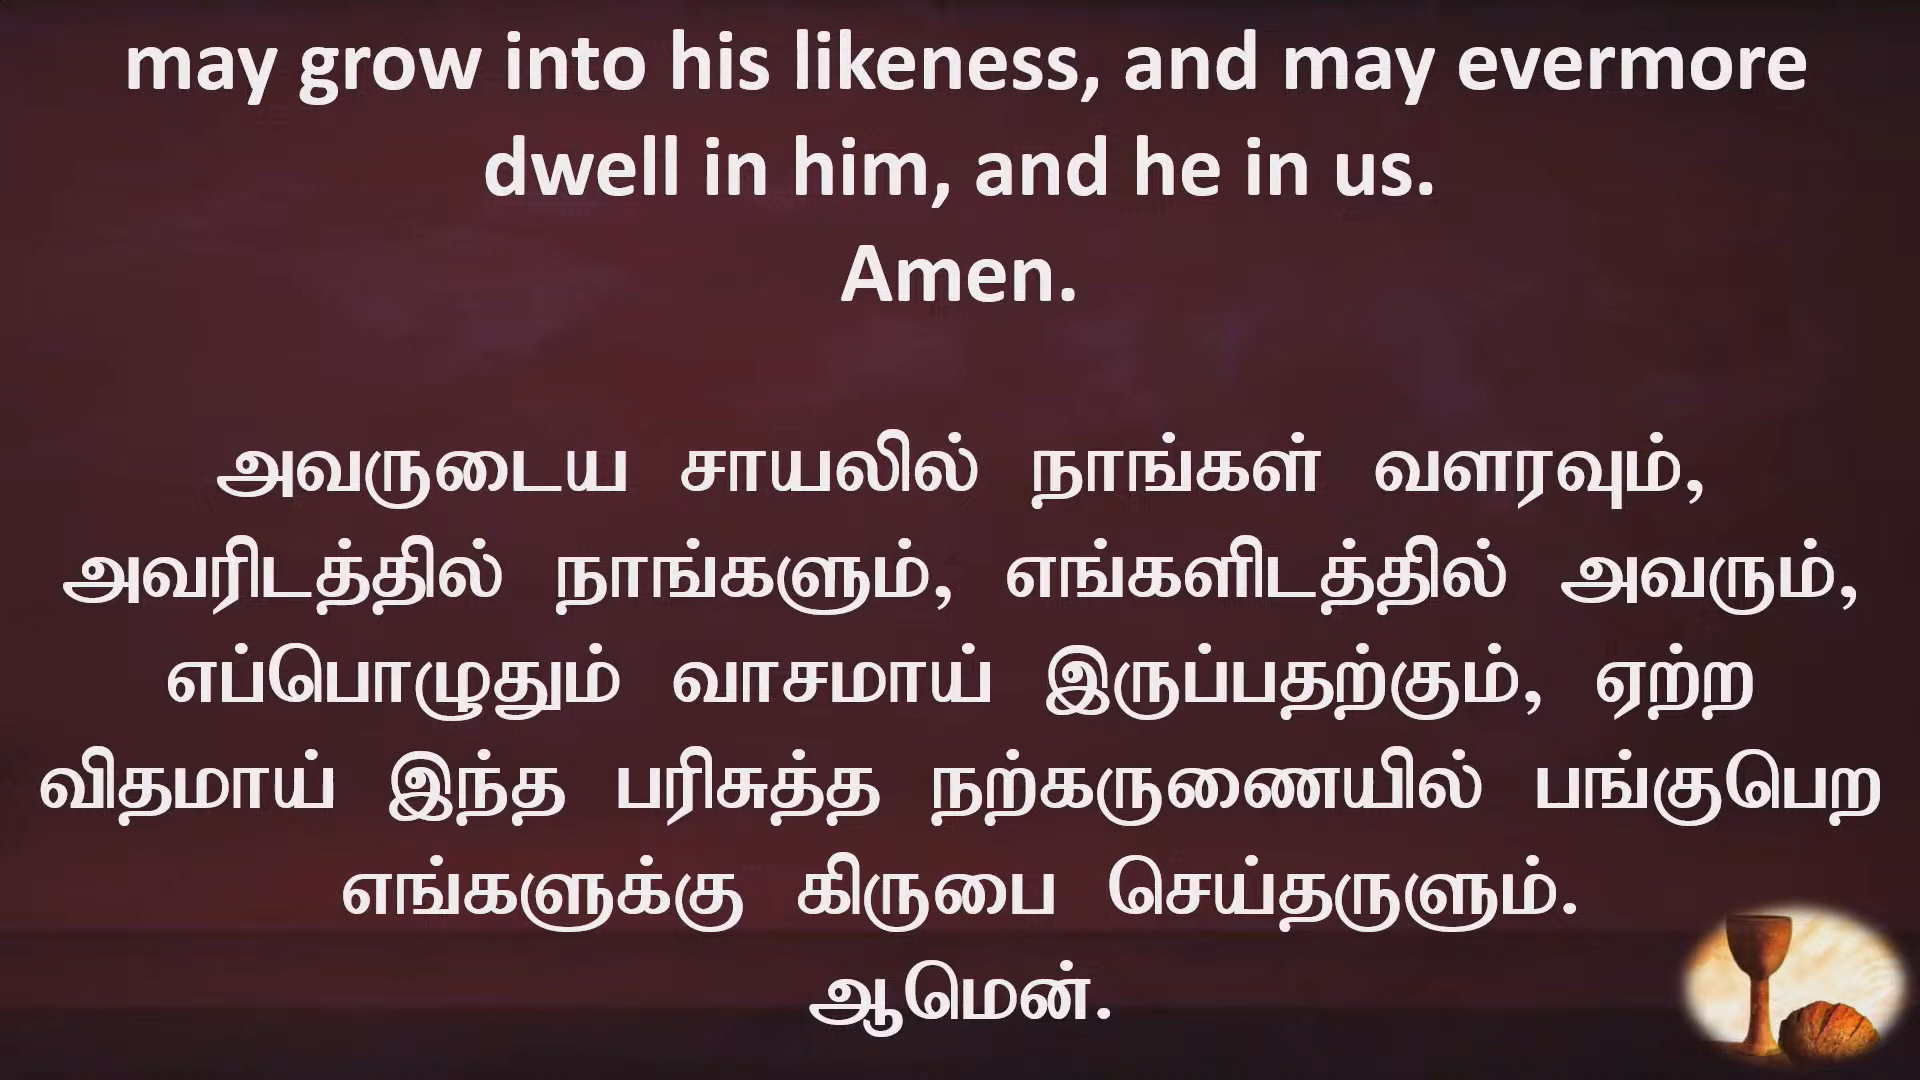 may grow into his likeness, and may evermore
dwell in him, and he in us.
Amen.
அவருடைய சாயலில் நாங்கள் வளரவும்,
அவரிடத்தில் நாங்களும், எங்களிடத்தில் அவரும்,
எப்பொழுதும் வாசமாய் இருப்பதற்கும், ஏற்ற
விதமாய் இந்த பரிசுத்த நற்கருணையில் பங்குபெற
எங்களுக்கு கிருபை செய்தருளும்.
ஆமென்.